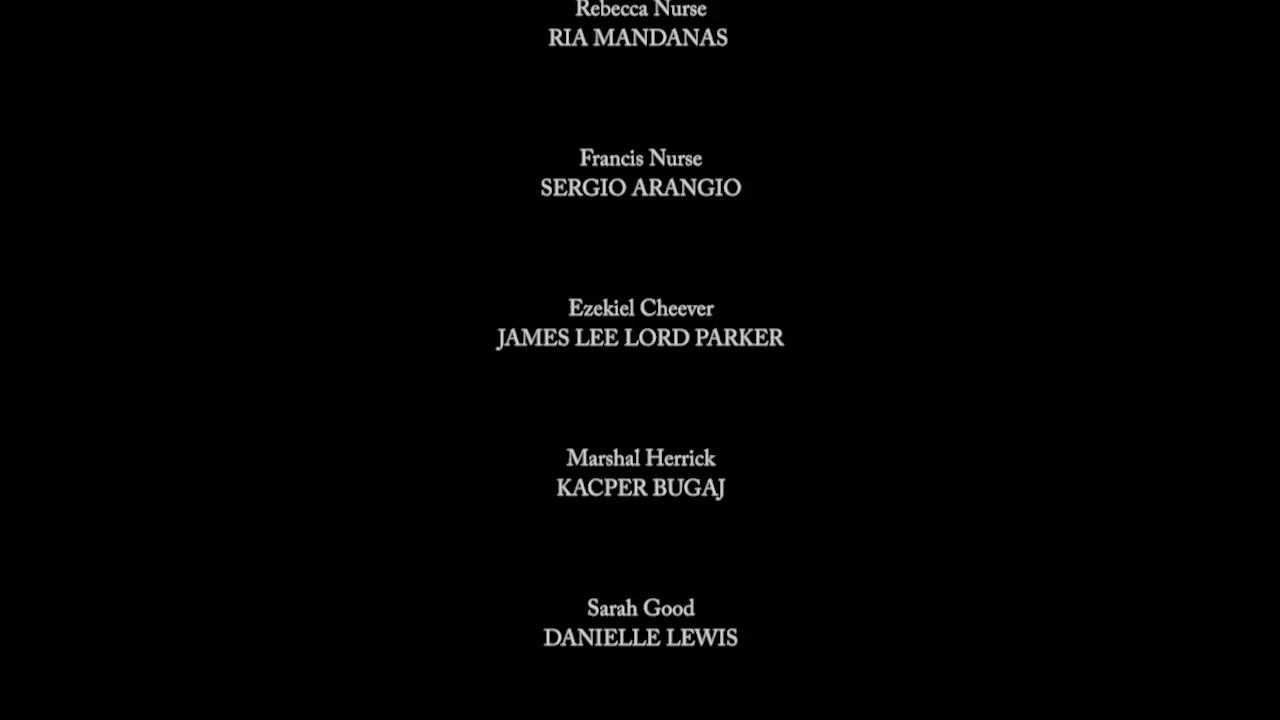 Rebecca Nurse
RIA MANDANAS
Francis Nurse
SERGIO ARANGIO
Ezekiel Cheever
JAMES LEE LORD PARKER
Marshal Herrick
KACPER BUGAJ
Sarah Good
DANIELLE LEWIS